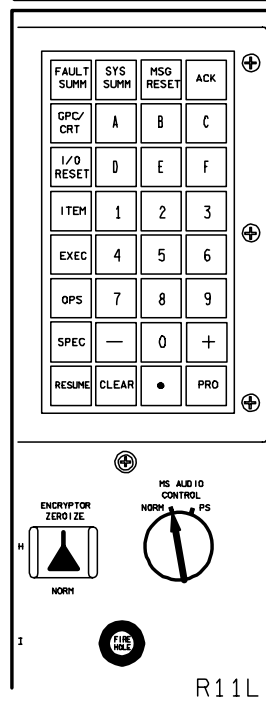 FAULT SUMM SYS SUMM MSG RESET ACK
GPC/ CRT A B C
I/O RESET D E F
ITEM 1 2 3
EXEC 4 5 6
OPS 7 8 9
SPEC — 0 +
RESUME CLEAR • PRO
MS AUDIO
CONTROL
NORM PS
ENCRYPTOR
ZEROIZE
H
NORM
I
FIRE
HOLE
R11L